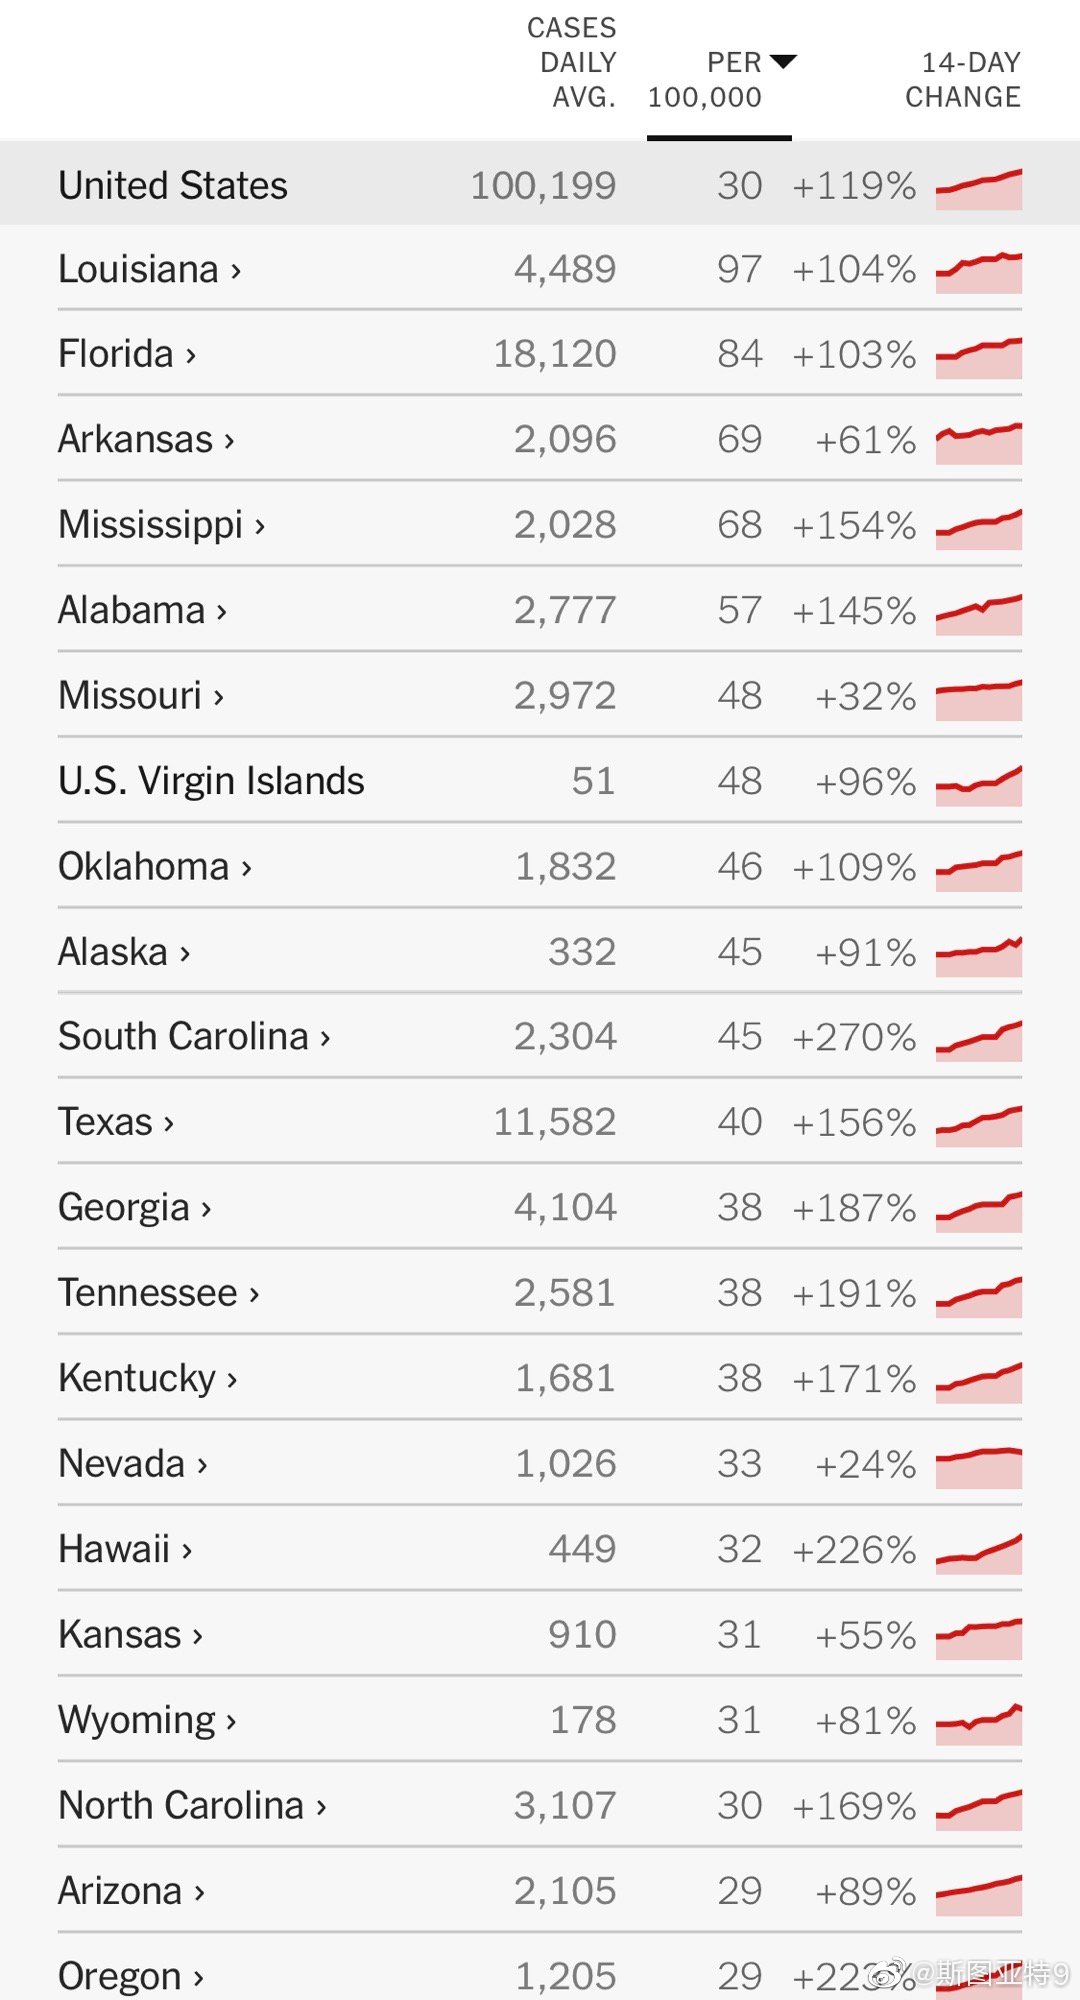 CASES
DAILY PER▼ 14-DAY
AVG. 100,000 CHANGE
United States 100,199 30 +119%
Louisiana › 4,489 97 +104%
Florida › 18,120 84 +103%
Arkansas › 2,096 69 +61%
Mississippi › 2,028 68 +154%
Alabama › 2,777 57 +145%
Missouri › 2,972 48 +32%
U.S. Virgin Islands 51 48 +96%
Oklahoma › 1,832 46 +109%
Alaska › 332 45 +91%
South Carolina › 2,304 45 +270%
Texas › 11,582 40 +156%
Georgia › 4,104 38 +187%
Tennessee › 2,581 38 +191%
Kentucky › 1,681 38 +171%
Nevada › 1,026 33 +24%
Hawaii › 449 32 +226%
Kansas › 910 31 +55%
Wyoming › 178 31 +81%
North Carolina › 3,107 30 +169%
Arizona › 2,105 29 +89%
Oregon › 1,205 29 +223%
@斯图亚特9